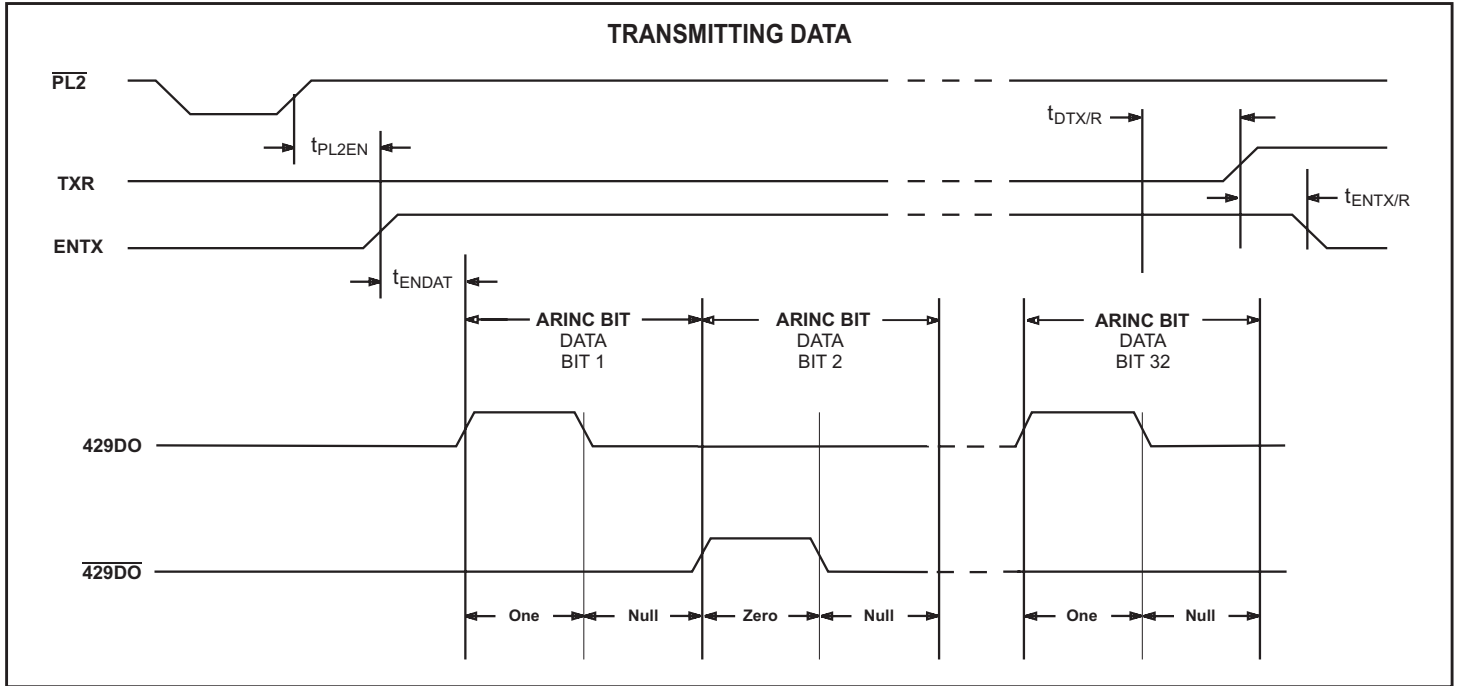 TRANSMITTING DATA
PL2
tDTX/R
tPL2EN
TXR
tENTX/R
ENTX
tENDAT
ARINC BIT ARINC BIT ARINC BIT
DATA DATA DATA
BIT 1 BIT 2 BIT 32
429DO
429DO
One Null Zero Null One Null